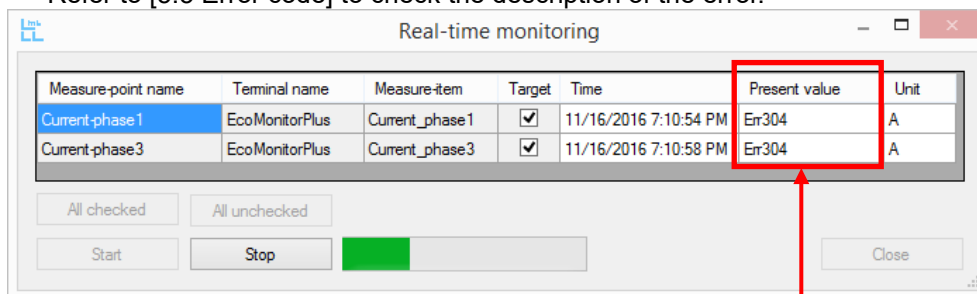 Real-time monitoring
Measure-point name Terminal name Measure-item Target Time Present value Unit
Current-phase1 EcoMonitorPlus Current_phase1 11/16/2016 7:10:54 PM Err304 A
Current-phase3 EcoMonitorPlus Current_phase3 11/16/2016 7:10:58 PM Err304 A
All checked All unchecked
Start Stop Close